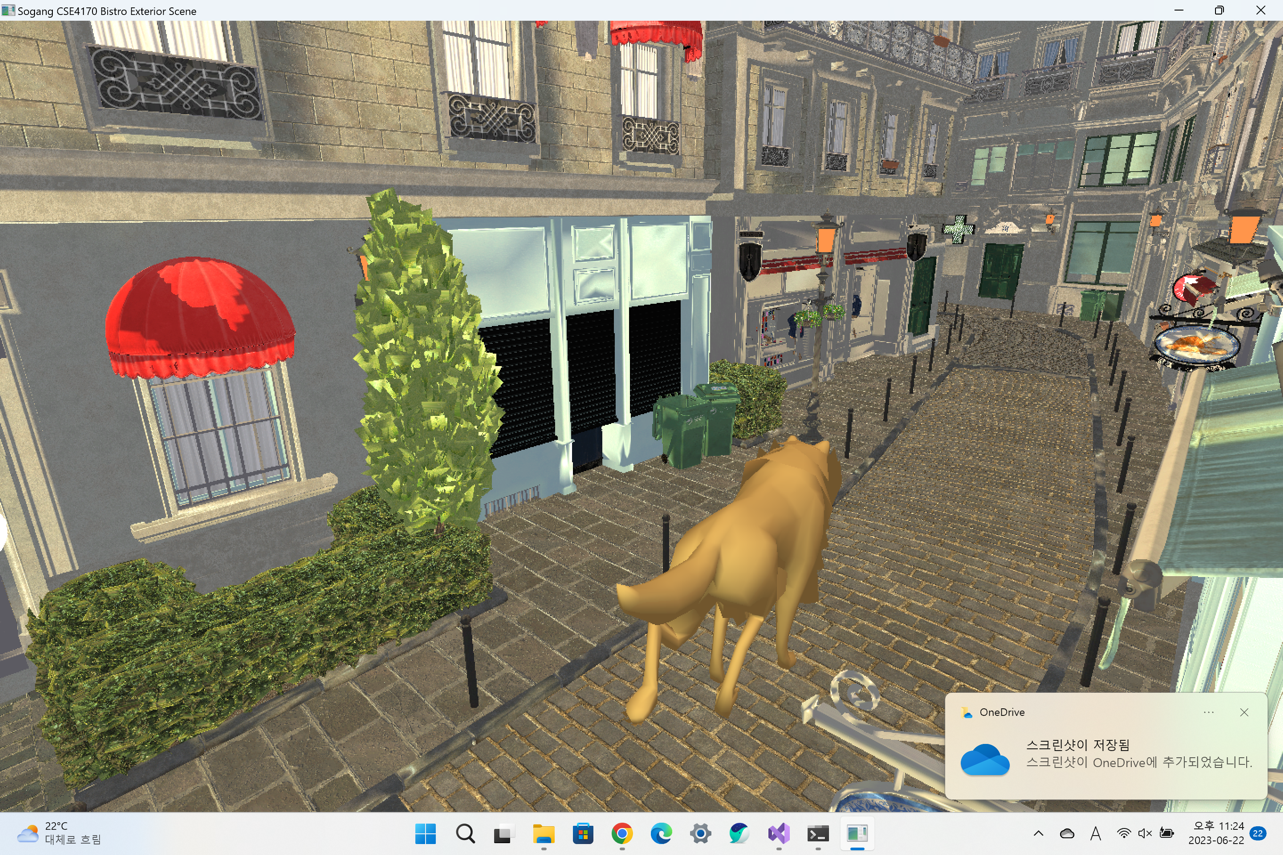 Sogang CSE4170 Bistro Exterior Scene
OneDrive
스크린샷이 저장됨
스크린샷이 OneDrive에 추가되었습니다.
22°C
대체로 흐림
A
오후 11:24
2023-06-22
22